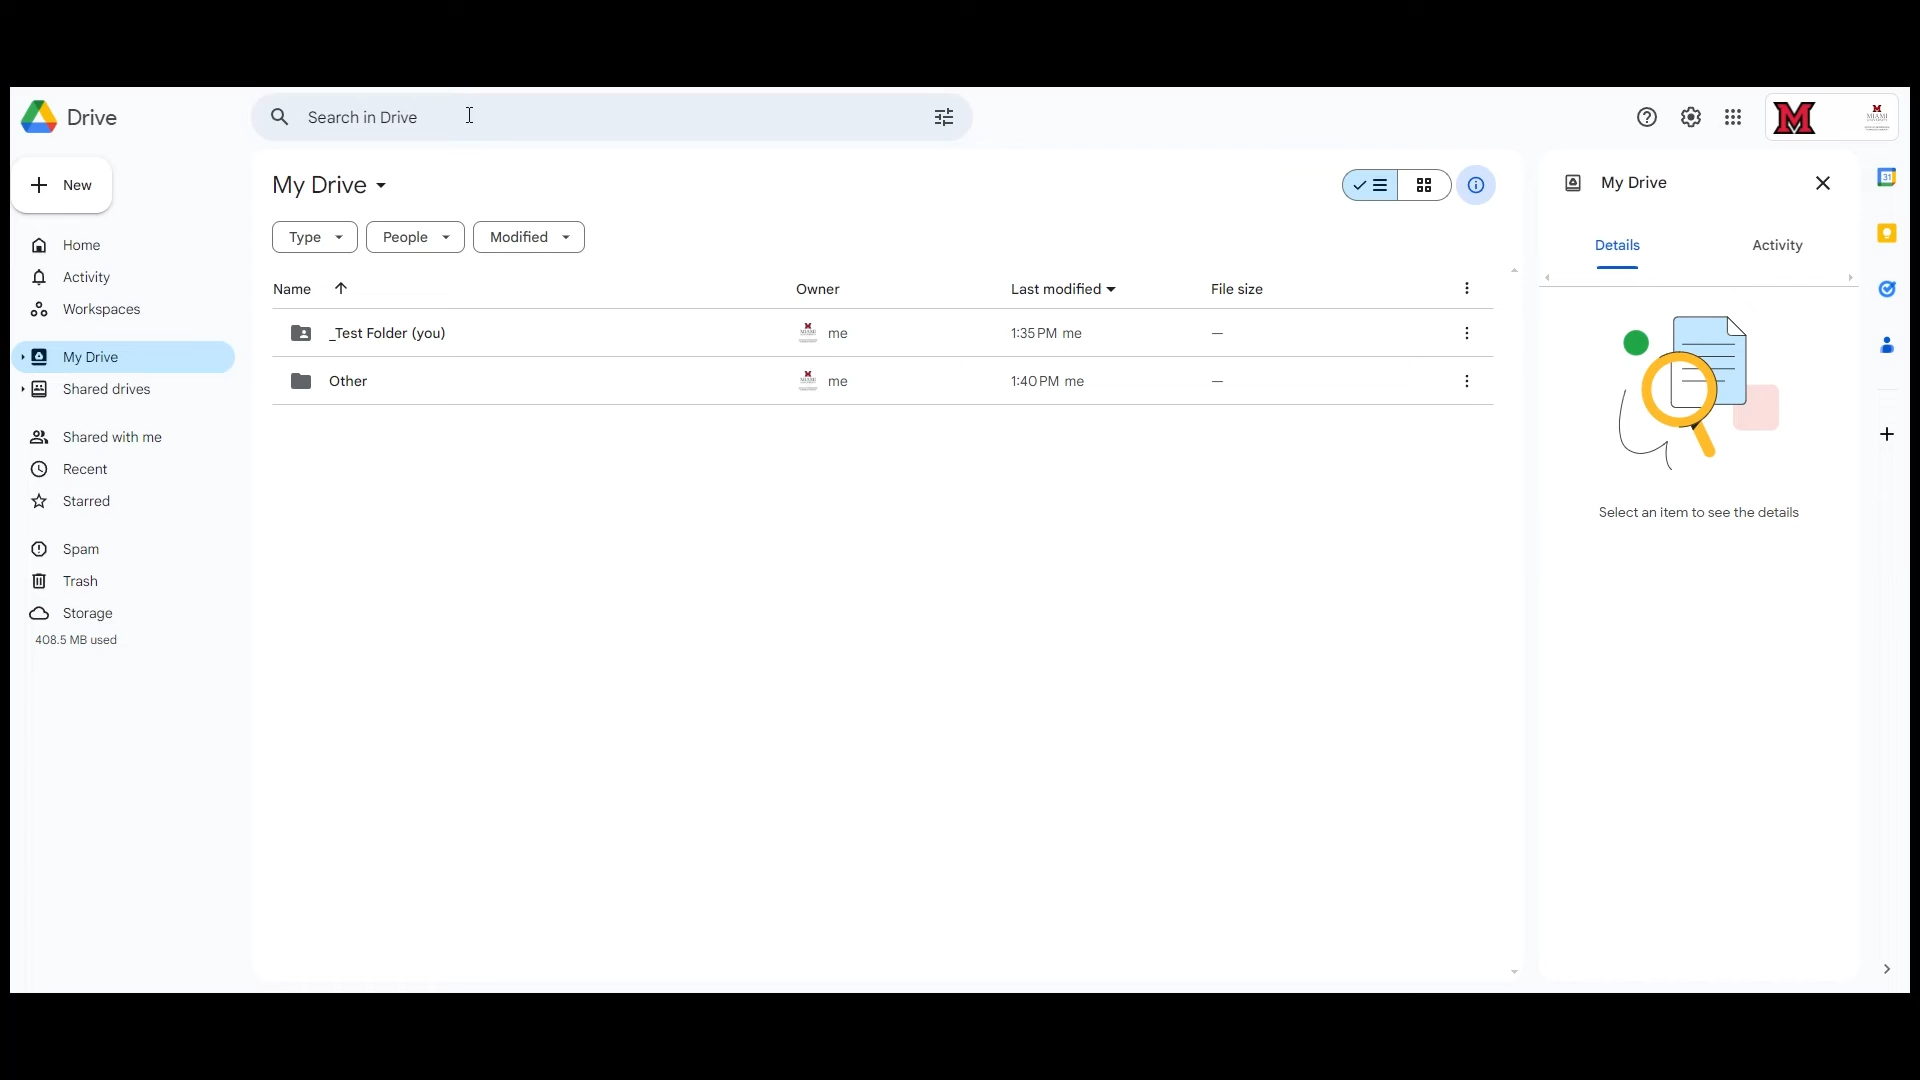 Drive
Search in Drive
New
Home
Activity
Workspaces
My Drive
Shared drives
Shared with me
Recent
Starred
Spam
Trash
Storage
408.5 MB used
My Drive
Type
People
Modified
Name
Owner
Last modified
File size
_Test Folder (you)
me
1:35 PM me
—
Other
me
1:40 PM me
—
M
M
MIAMI
My Drive
Details
Activity
Select an item to see the details
31